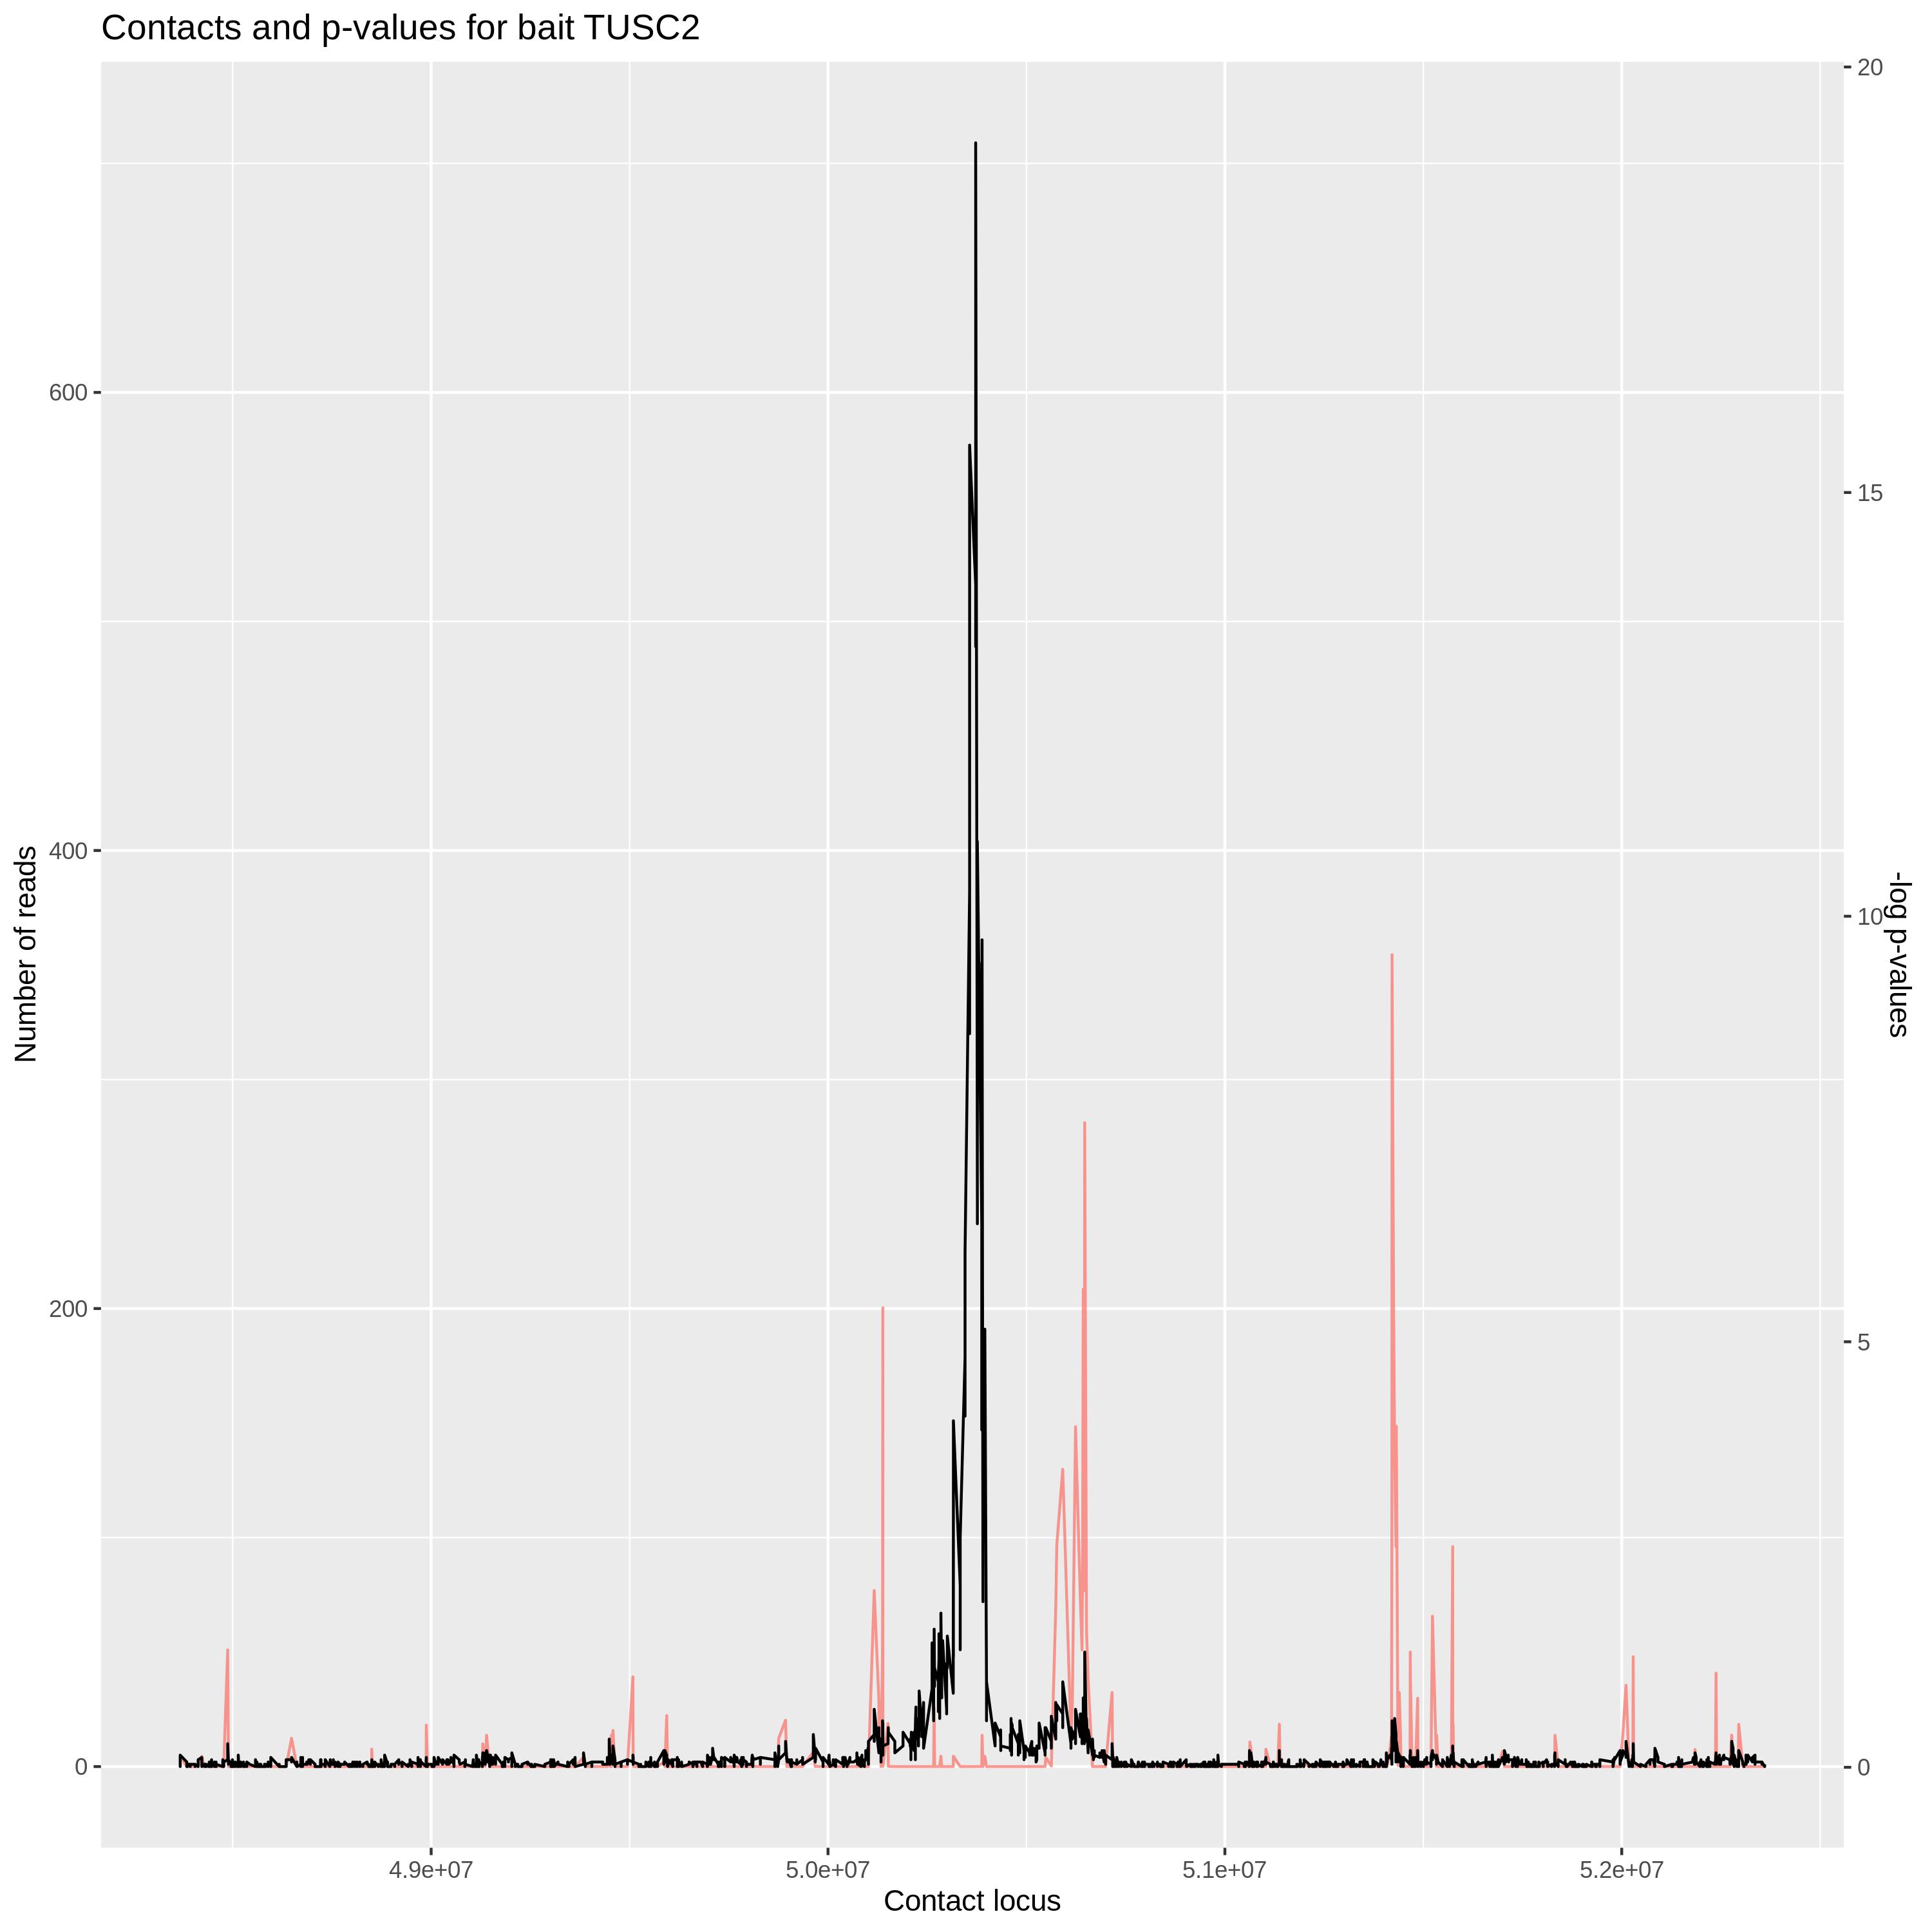 Contacts and p-values for bait TUSC2
20
15
10
5
0
600
400
200
0
Number of reads
-log p-values
4.9e+07
5.0e+07
5.1e+07
5.2e+07
Contact locus